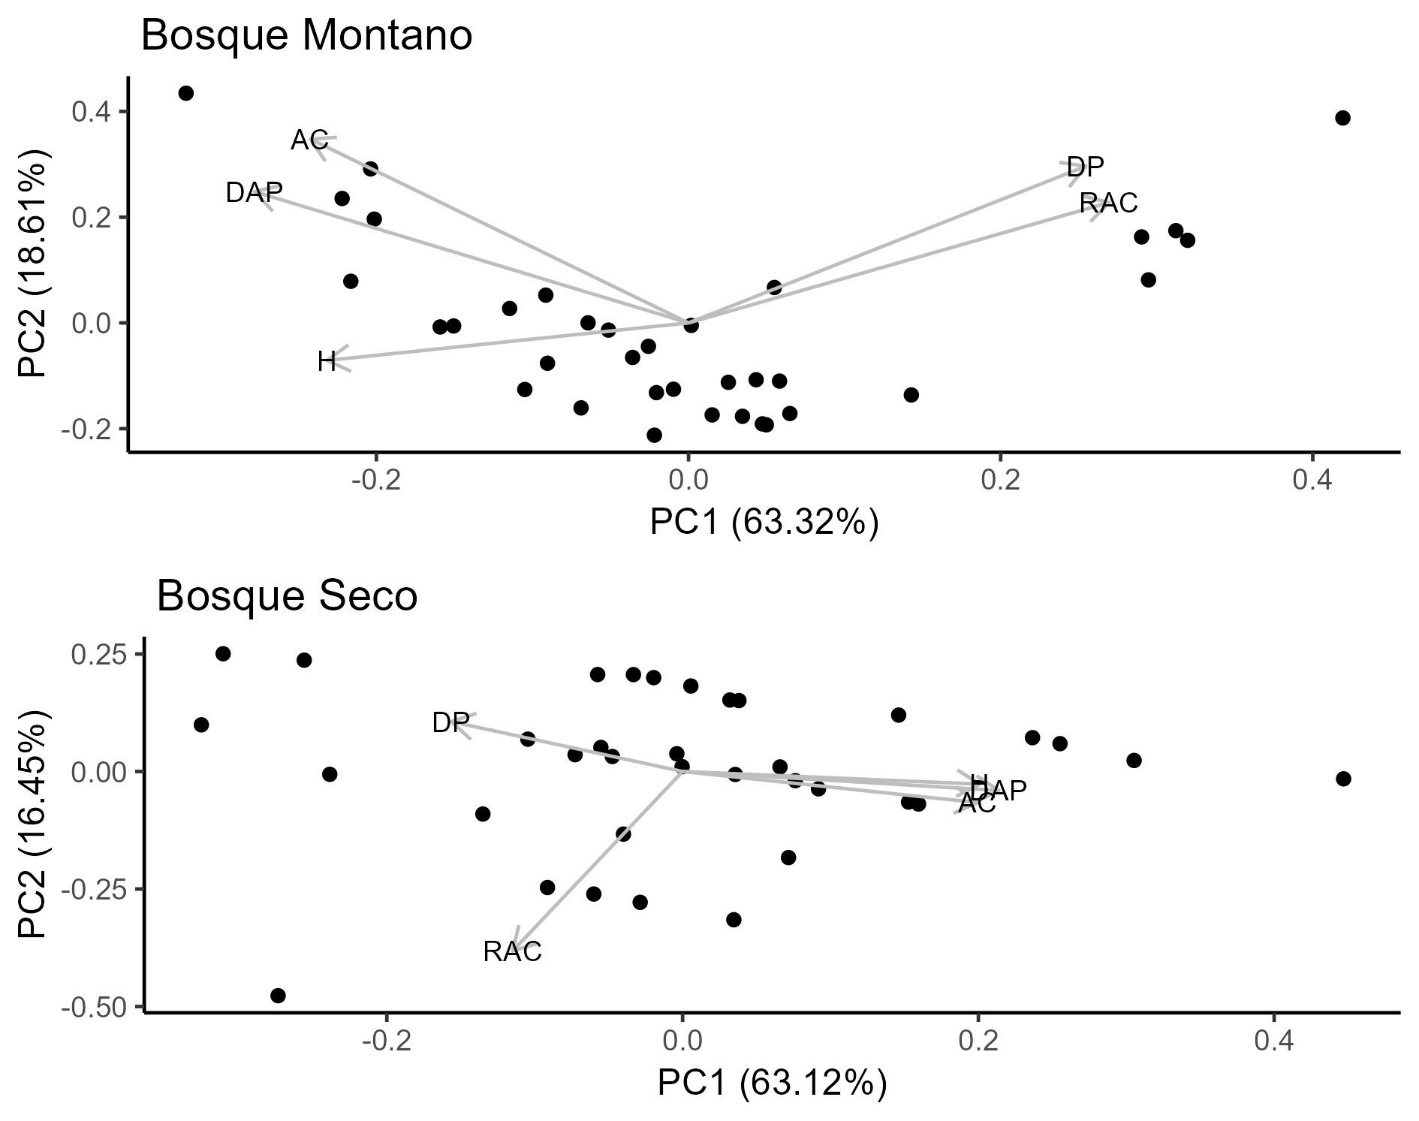 Bosque Montano
0.4
0.2
0.0
-0.2
PC2 (18.61%)
AC
DAP
H
DP
RAC
-0.2
0.0
0.2
0.4
PC1 (63.32%)
Bosque Seco
0.25
0.00
-0.25
-0.50
PC2 (16.45%)
DP
H
DAP
AC
RAC
-0.2
0.0
0.2
0.4
PC1 (63.12%)